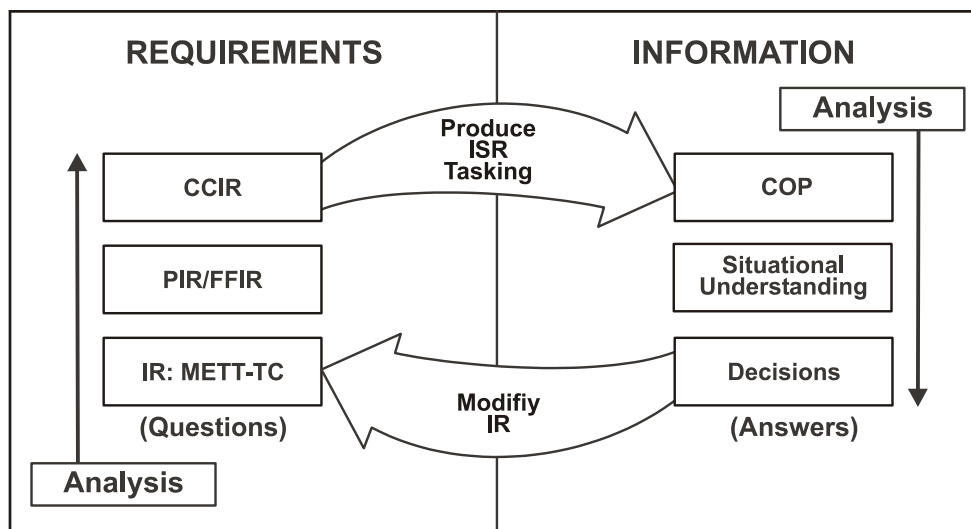 REQUIREMENTS
INFORMATION
Analysis
Produce
ISR
Tasking
CCIR
COP
PIR/FFIR
Situational
Understanding
IR: METT-TC
Decisions
Modifiy
IR
(Questions)
(Answers)
Analysis